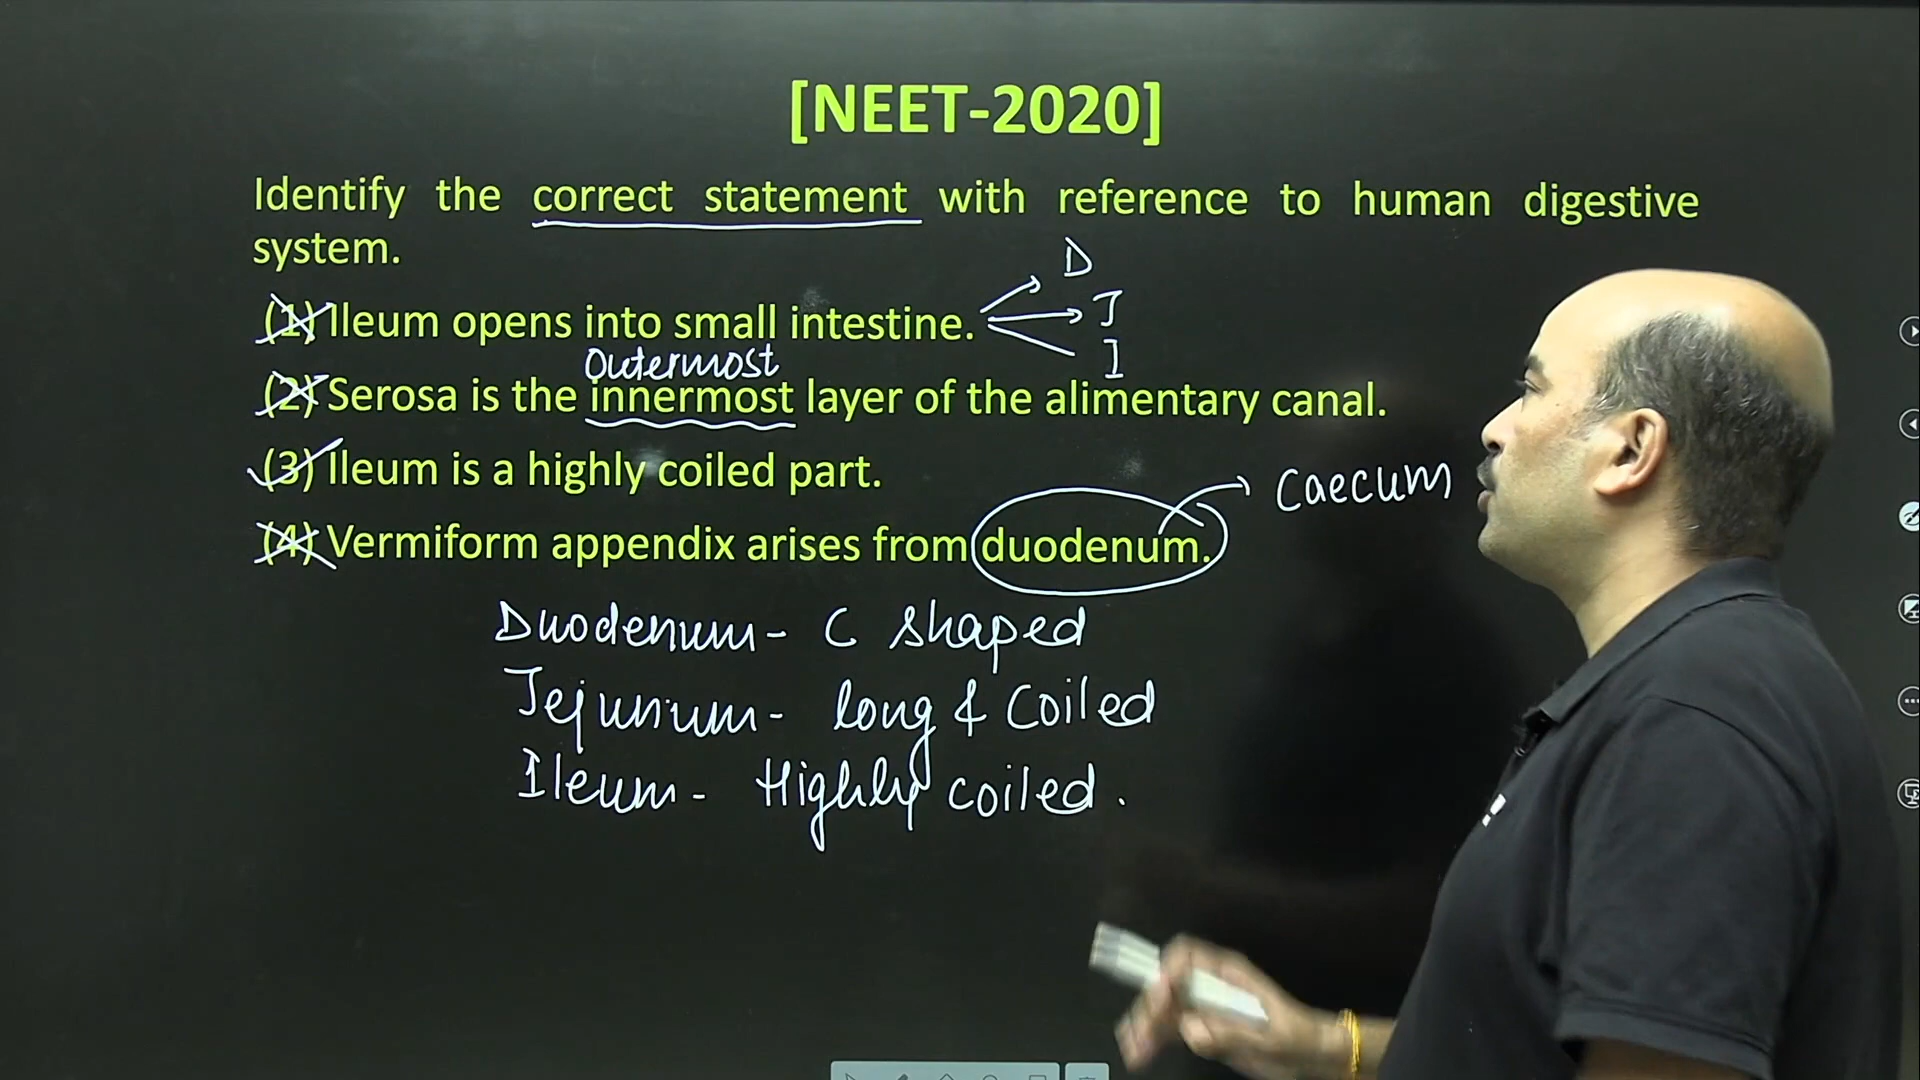 [NEET-2020]
Identify the correct statement with reference to human digestive
system.
D
(1) Ileum opens into small intestine.
J
I
Outermost
(2) Serosa is the innermost layer of the alimentary canal.
(3) Ileum is a highly coiled part.
Caecum
(4) Vermiform appendix arises from duodenum.
Duodenum - C shaped
Jejunium - long & Coiled
Ileum - Highly coiled.